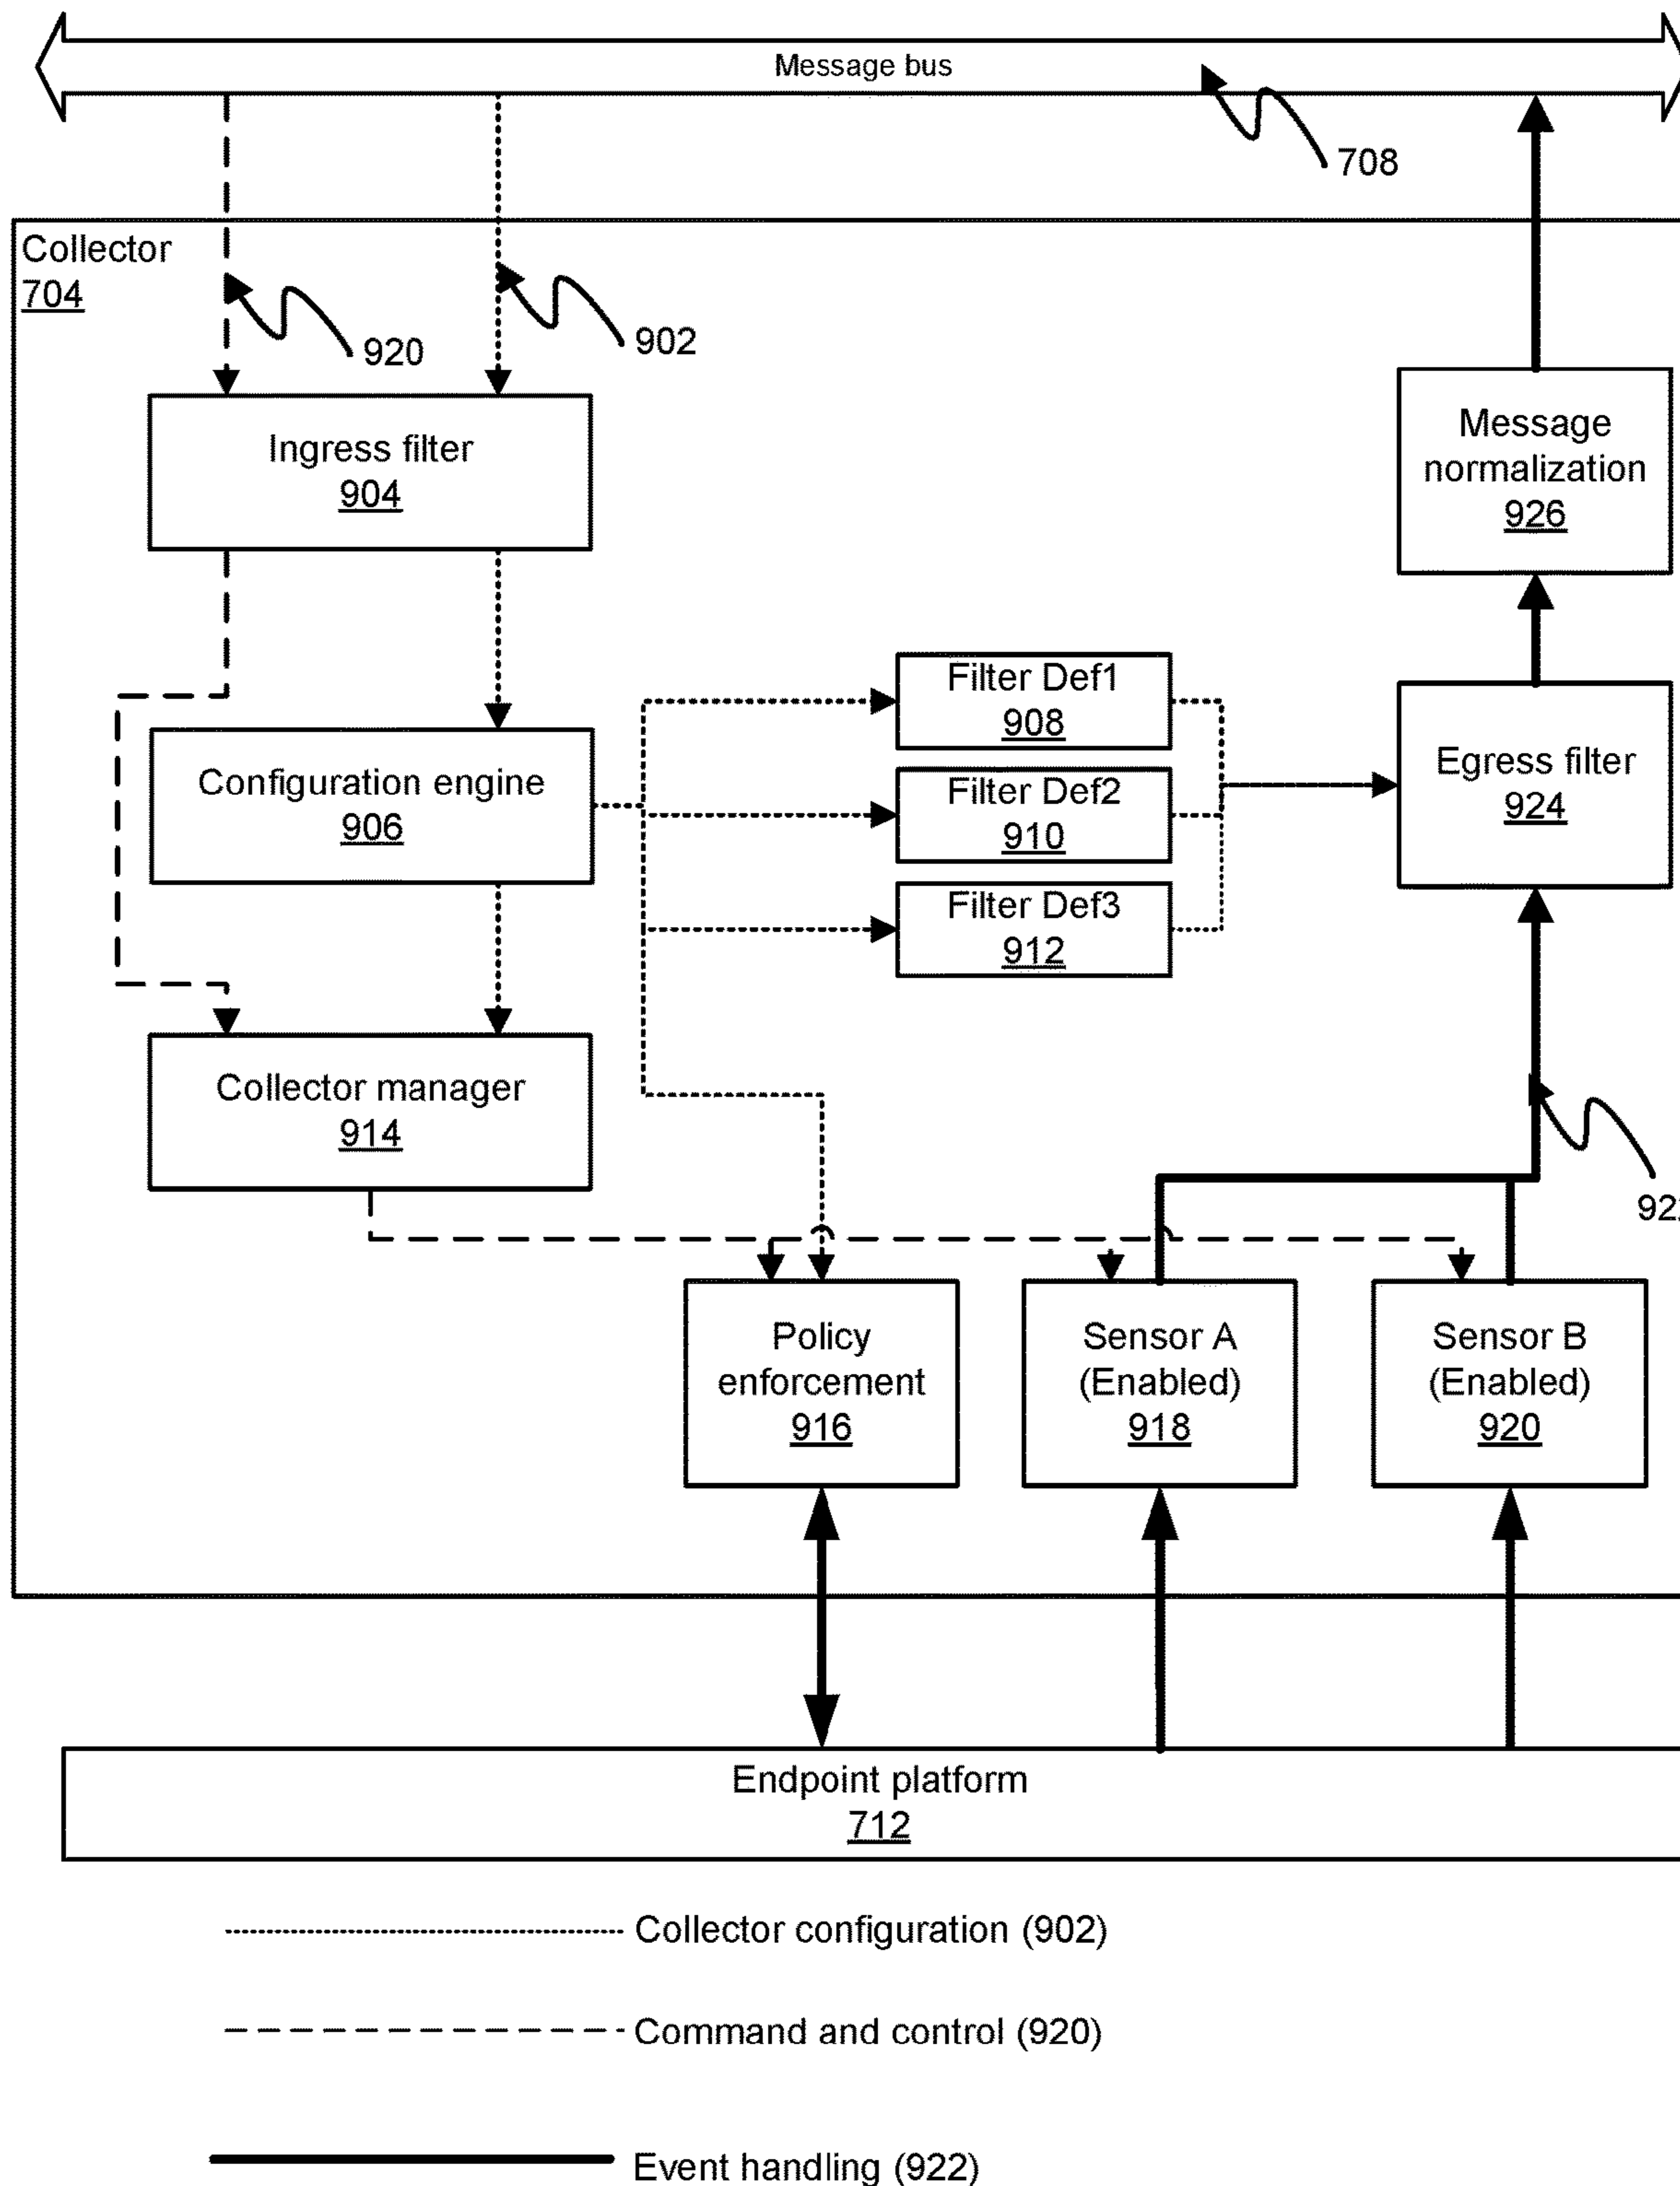 Message bus
708
Collector
704
920
902
Ingress filter
904
Message
normalization
926
Filter Def1
908
Configuration engine
906
Filter Def2
910
Egress filter
924
Filter Def3
912
Collector manager
914
Policy
enforcement
916
Sensor A
(Enabled)
918
Sensor B
(Enabled)
920
Endpoint platform
712
Collector configuration (902)
Command and control (920)
Event handling (922)